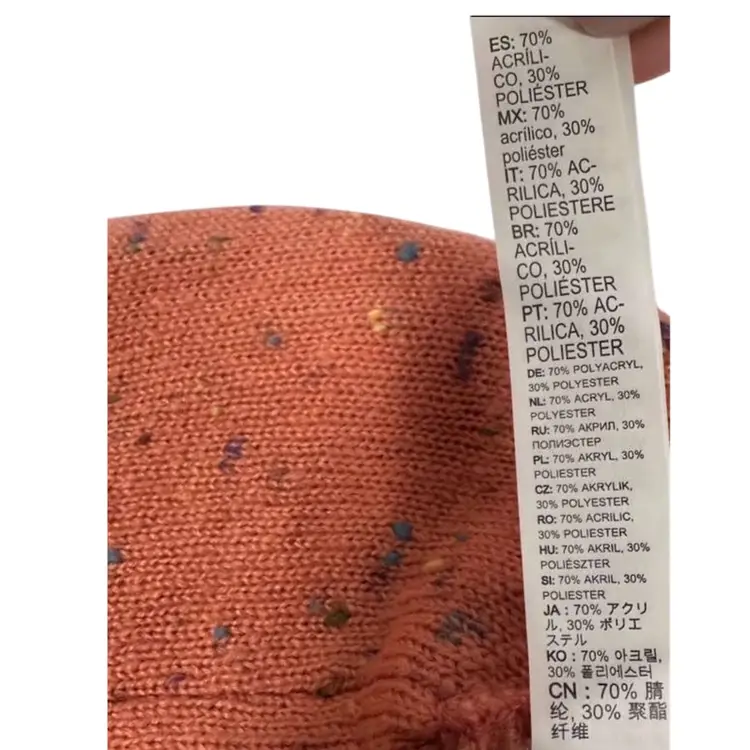 ES: 70%
ACRÍLI-
CO, 30%
POLIÉSTER
MX: 70%
acrílico, 30%
poliéster
IT: 70% AC-
RILICA, 30%
POLIESTERE
BR: 70%
ACRÍLI-
CO, 30%
POLIÉSTER
PT: 70% AC-
RILICA, 30%
POLIESTER
DE: 70% POLYACRYL,
30% POLYESTER
NL: 70% ACRYL, 30%
POLYESTER
RU: 70% АКРИЛ, 30%
ПОЛИЭСТЕР
PL: 70% AKRYL, 30%
POLIESTER
CZ: 70% AKRYLIK,
30% POLYESTER
RO: 70% ACRILIC,
30% POLIESTER
HU: 70% AKRIL, 30%
POLIÉSZTER
SI: 70% AKRIL, 30%
POLIESTER
JA : 70% アクリ
ル, 30% ポリエ
ステル
KO : 70% 아크릴,
30% 폴리에스터
CN : 70% 腈
纶, 30% 聚酯
纤维